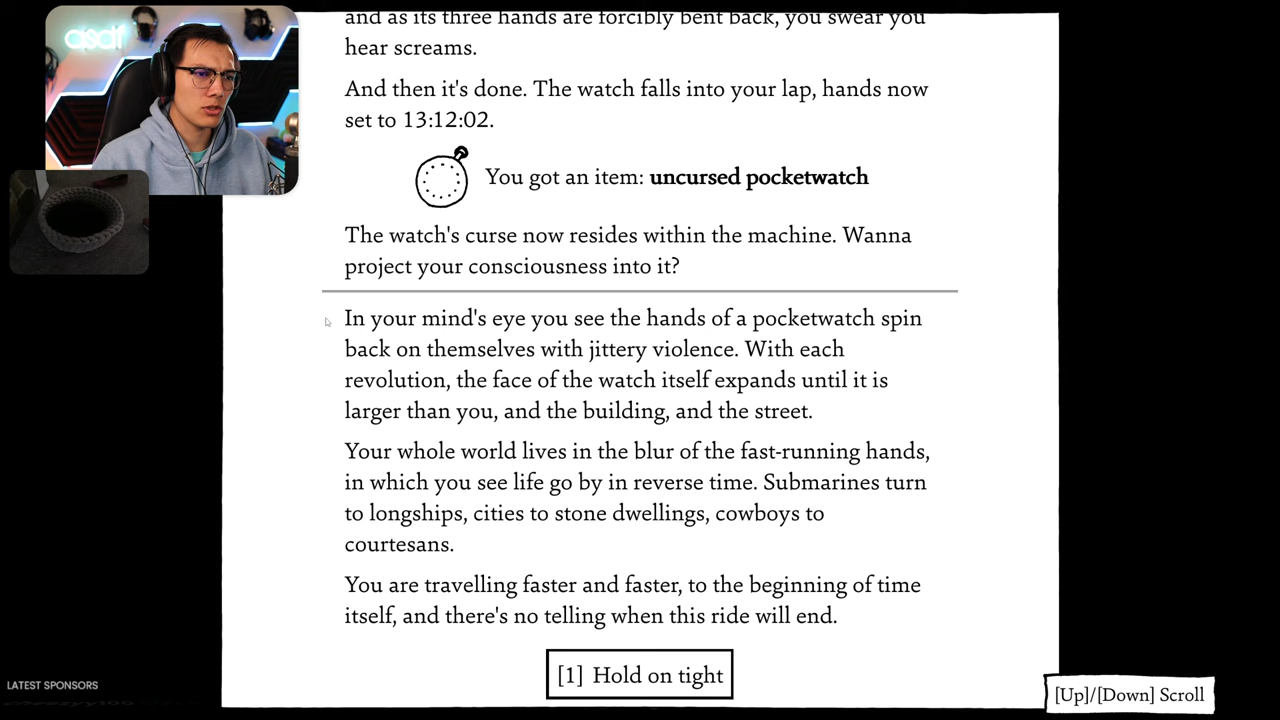 and as its three hands are forcibly bent back, you swear you
hear screams.
And then it's done. The watch falls into your lap, hands now
set to 13:12:02.
You got an item: uncursed pocketwatch
The watch's curse now resides within the machine. Wanna
project your consciousness into it?
In your mind's eye you see the hands of a pocketwatch spin
back on themselves with jittery violence. With each
revolution, the face of the watch itself expands until it is
larger than you, and the building, and the street.
Your whole world lives in the blur of the fast-running hands,
in which you see life go by in reverse time. Submarines turn
to longships, cities to stone dwellings, cowboys to
courtesans.
You are travelling faster and faster, to the beginning of time
itself, and there's no telling when this ride will end.
[1] Hold on tight
LATEST SPONSORS
[Up]/[Down] Scroll